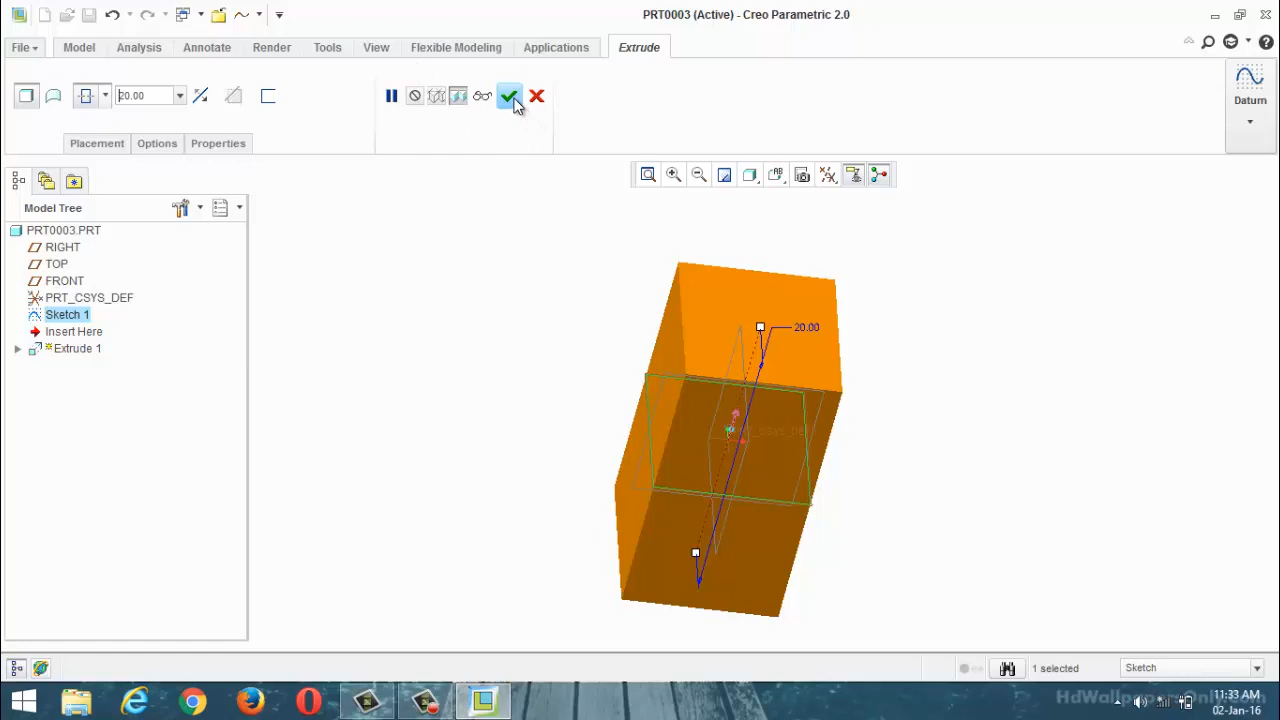 PRT0003 (Active) - Creo Parametric 2.0
File Model Analysis Annotate Render Tools View Flexible Modeling Applications Extrude
20.00
Datum
Placement Options Properties
Model Tree
PRT0003.PRT
RIGHT
TOP
FRONT
PRT_CSYS_DEF
Sketch 1
Insert Here
Extrude 1
20.00
1 selected
Sketch
HdWallpapersOnly.com
11:33 AM
02-Jan-16